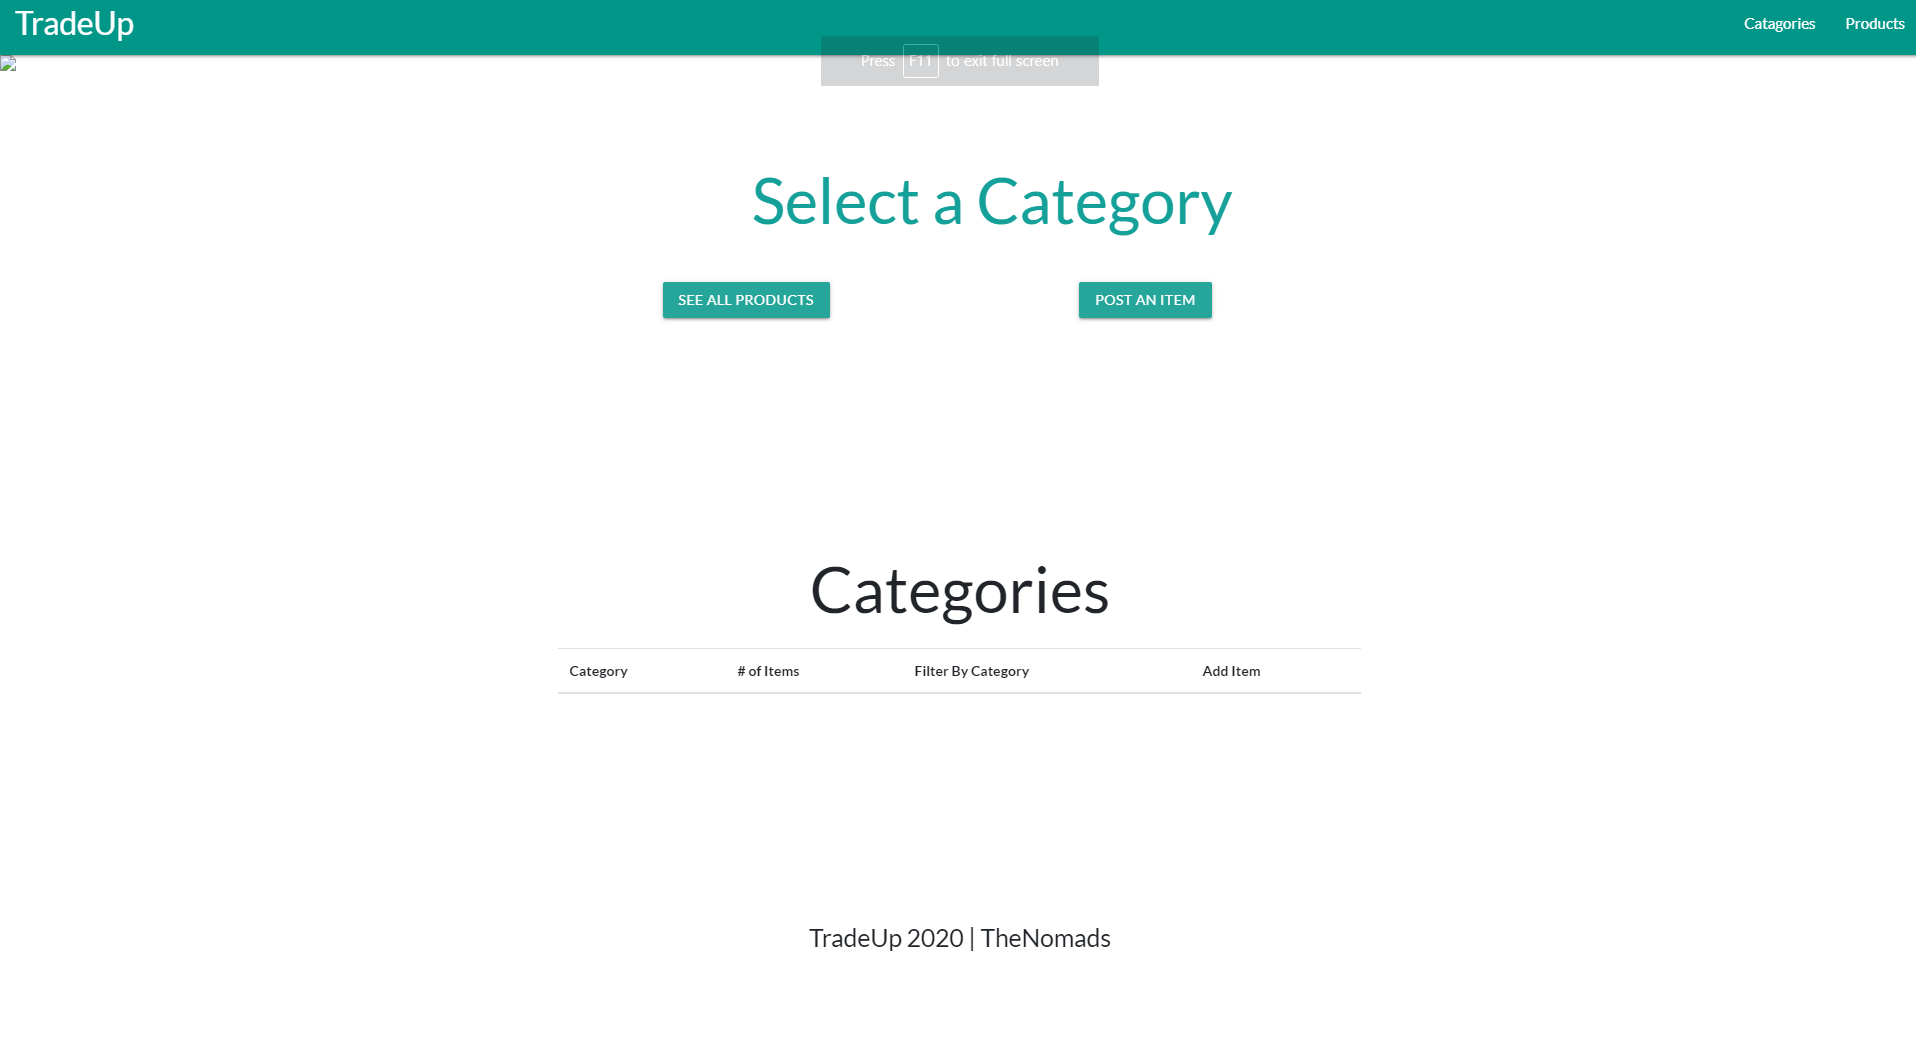 TradeUp
Catagories
Products
Press F11 to exit full screen
Select a Category
SEE ALL PRODUCTS
POST AN ITEM
Categories
Category # of Items Filter By Category Add Item
TradeUp 2020 | TheNomads